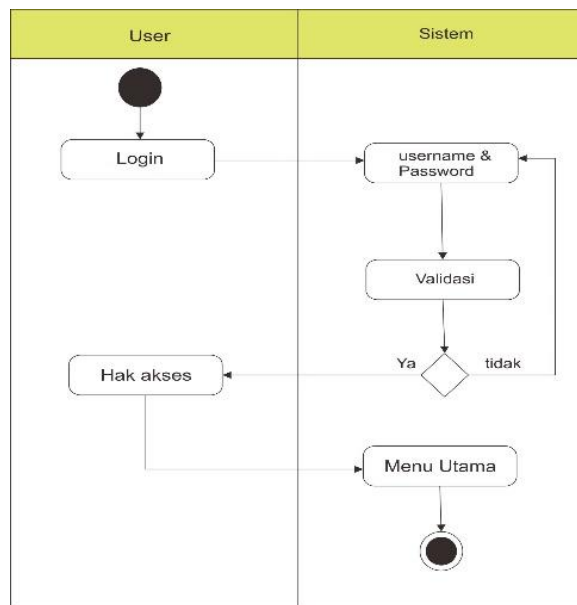 User
Sistem
Login
username &
Password
Validasi
Ya
tidak
Hak akses
Menu Utama